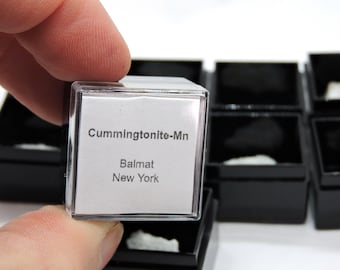 Cummingtonite-Mn
Balmat
New York